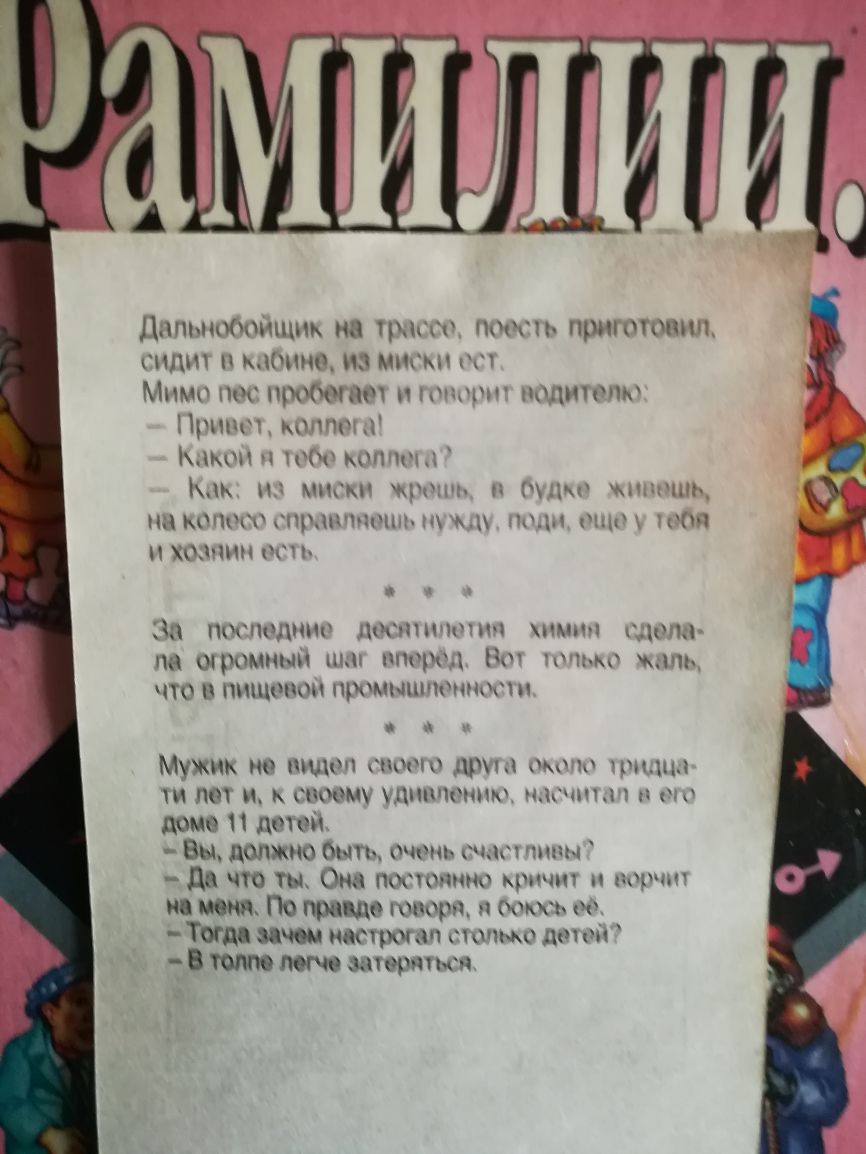 Фамилии.
Дальнобойщик на трассе, поесть приготовил,
сидит в кабине, из миски ест.
Мимо пес пробегает и говорит водителю:
– Привет, коллега!
– Какой я тебе коллега?
– Как: из миски жрешь, в будке живешь,
на колесо справляешь нужду, поди, еще у тебя
и хозяин есть.
* * *
За последние десятилетия химия сдела-
ла огромный шаг вперёд. Вот только жаль,
что в пищевой промышленности.
* * *
Мужик не видел своего друга около тридца-
ти лет и, к своему удивлению, насчитал в его
доме 11 детей.
– Вы, должно быть, очень счастливы?
– Да что ты. Она постоянно кричит и ворчит
на меня. По правде говоря, я боюсь её.
– Тогда зачем настрогал столько детей?
– В толпе легче затеряться.